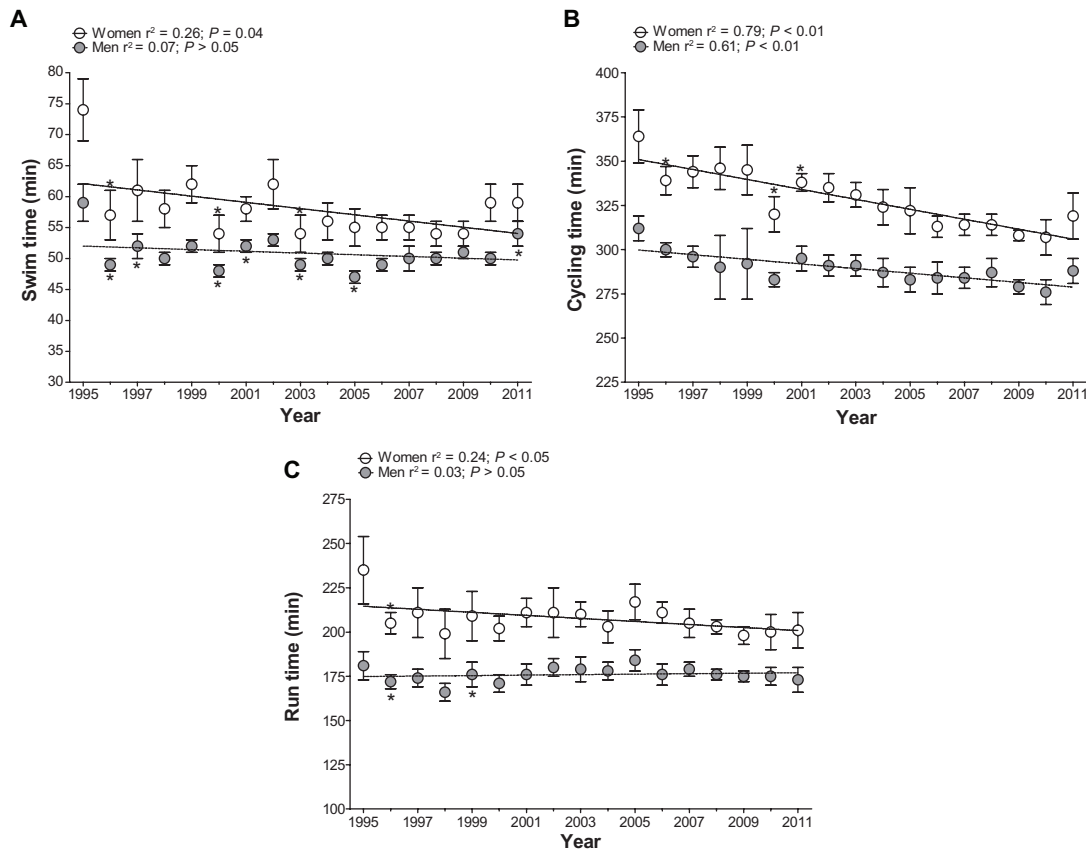 A
Women r² = 0.26; P = 0.04
Men r² = 0.07; P > 0.05
80
75
70
65
60
55
50
45
40
35
30
Swim time (min)
*
*
*
*
*
*
*
*
*
*
1995 1997 1999 2001 2003 2005 2007 2009 2011
Year
B
Women r² = 0.79; P < 0.01
Men r² = 0.61; P < 0.01
400
375
350
325
300
275
250
225
Cycling time (min)
*
*
*
1995 1997 1999 2001 2003 2005 2007 2009 2011
Year
C
Women r² = 0.24; P < 0.05
Men r² = 0.03; P > 0.05
275
250
225
200
175
150
125
100
Run time (min)
*
*
*
1995 1997 1999 2001 2003 2005 2007 2009 2011
Year